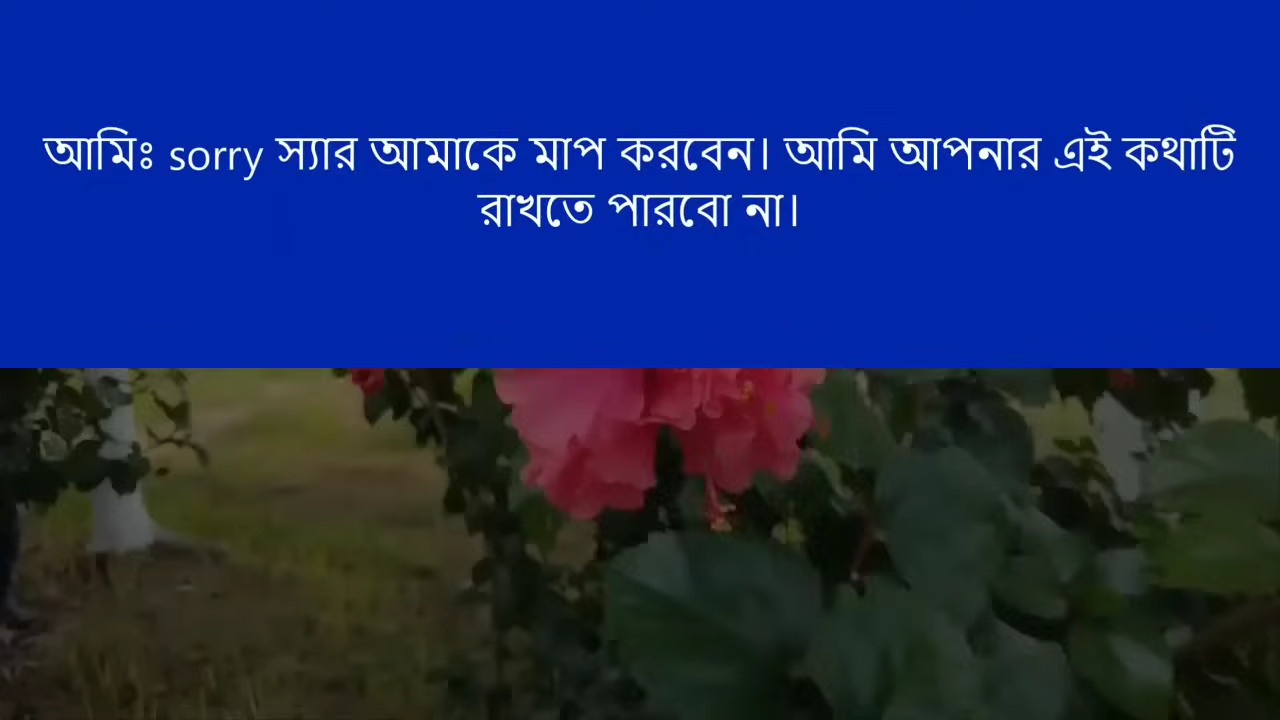 আমিঃ sorry স্যার আমাকে মাপ করবেন। আমি আপনার এই কথাটি
রাখতে পারবো না।